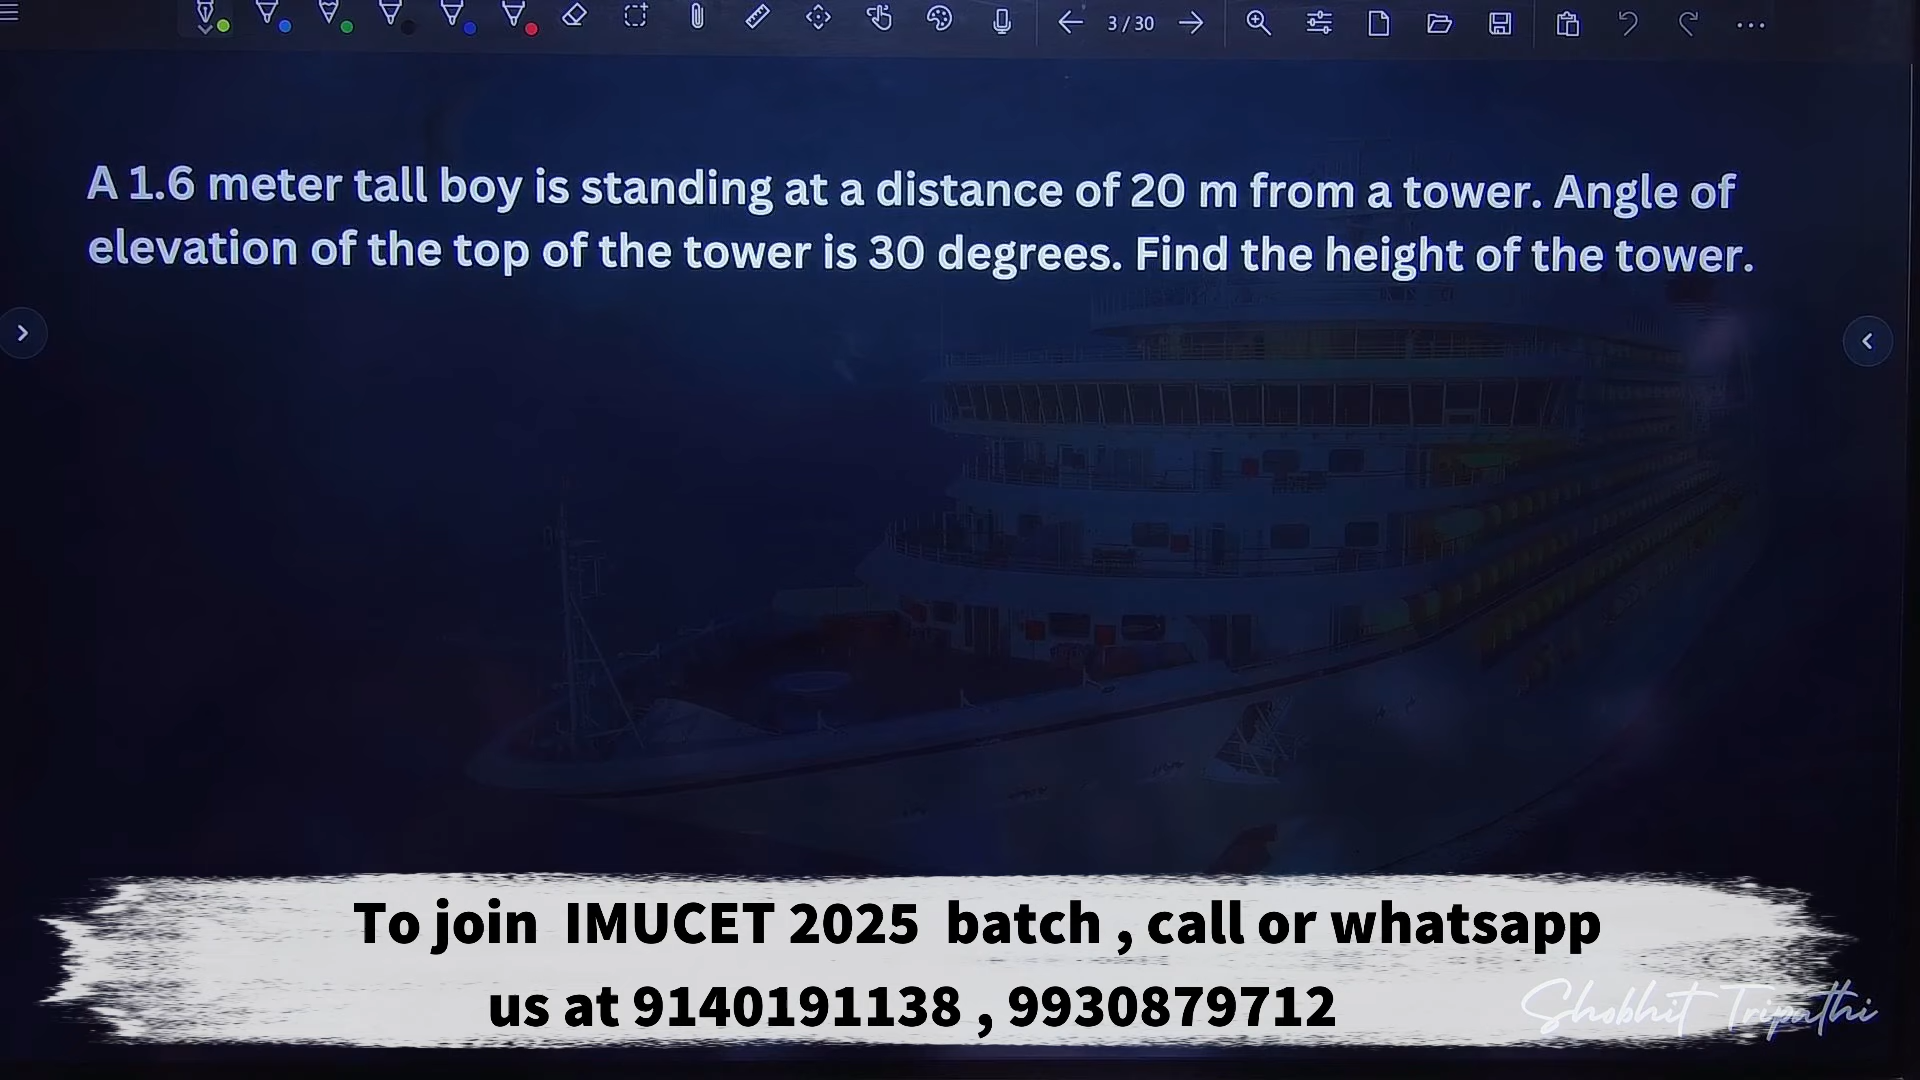 3 / 30
A 1.6 meter tall boy is standing at a distance of 20 m from a tower. Angle of
elevation of the top of the tower is 30 degrees. Find the height of the tower.
To join IMUCET 2025 batch , call or whatsapp
us at 9140191138 , 9930879712
Shobhit Tripathi